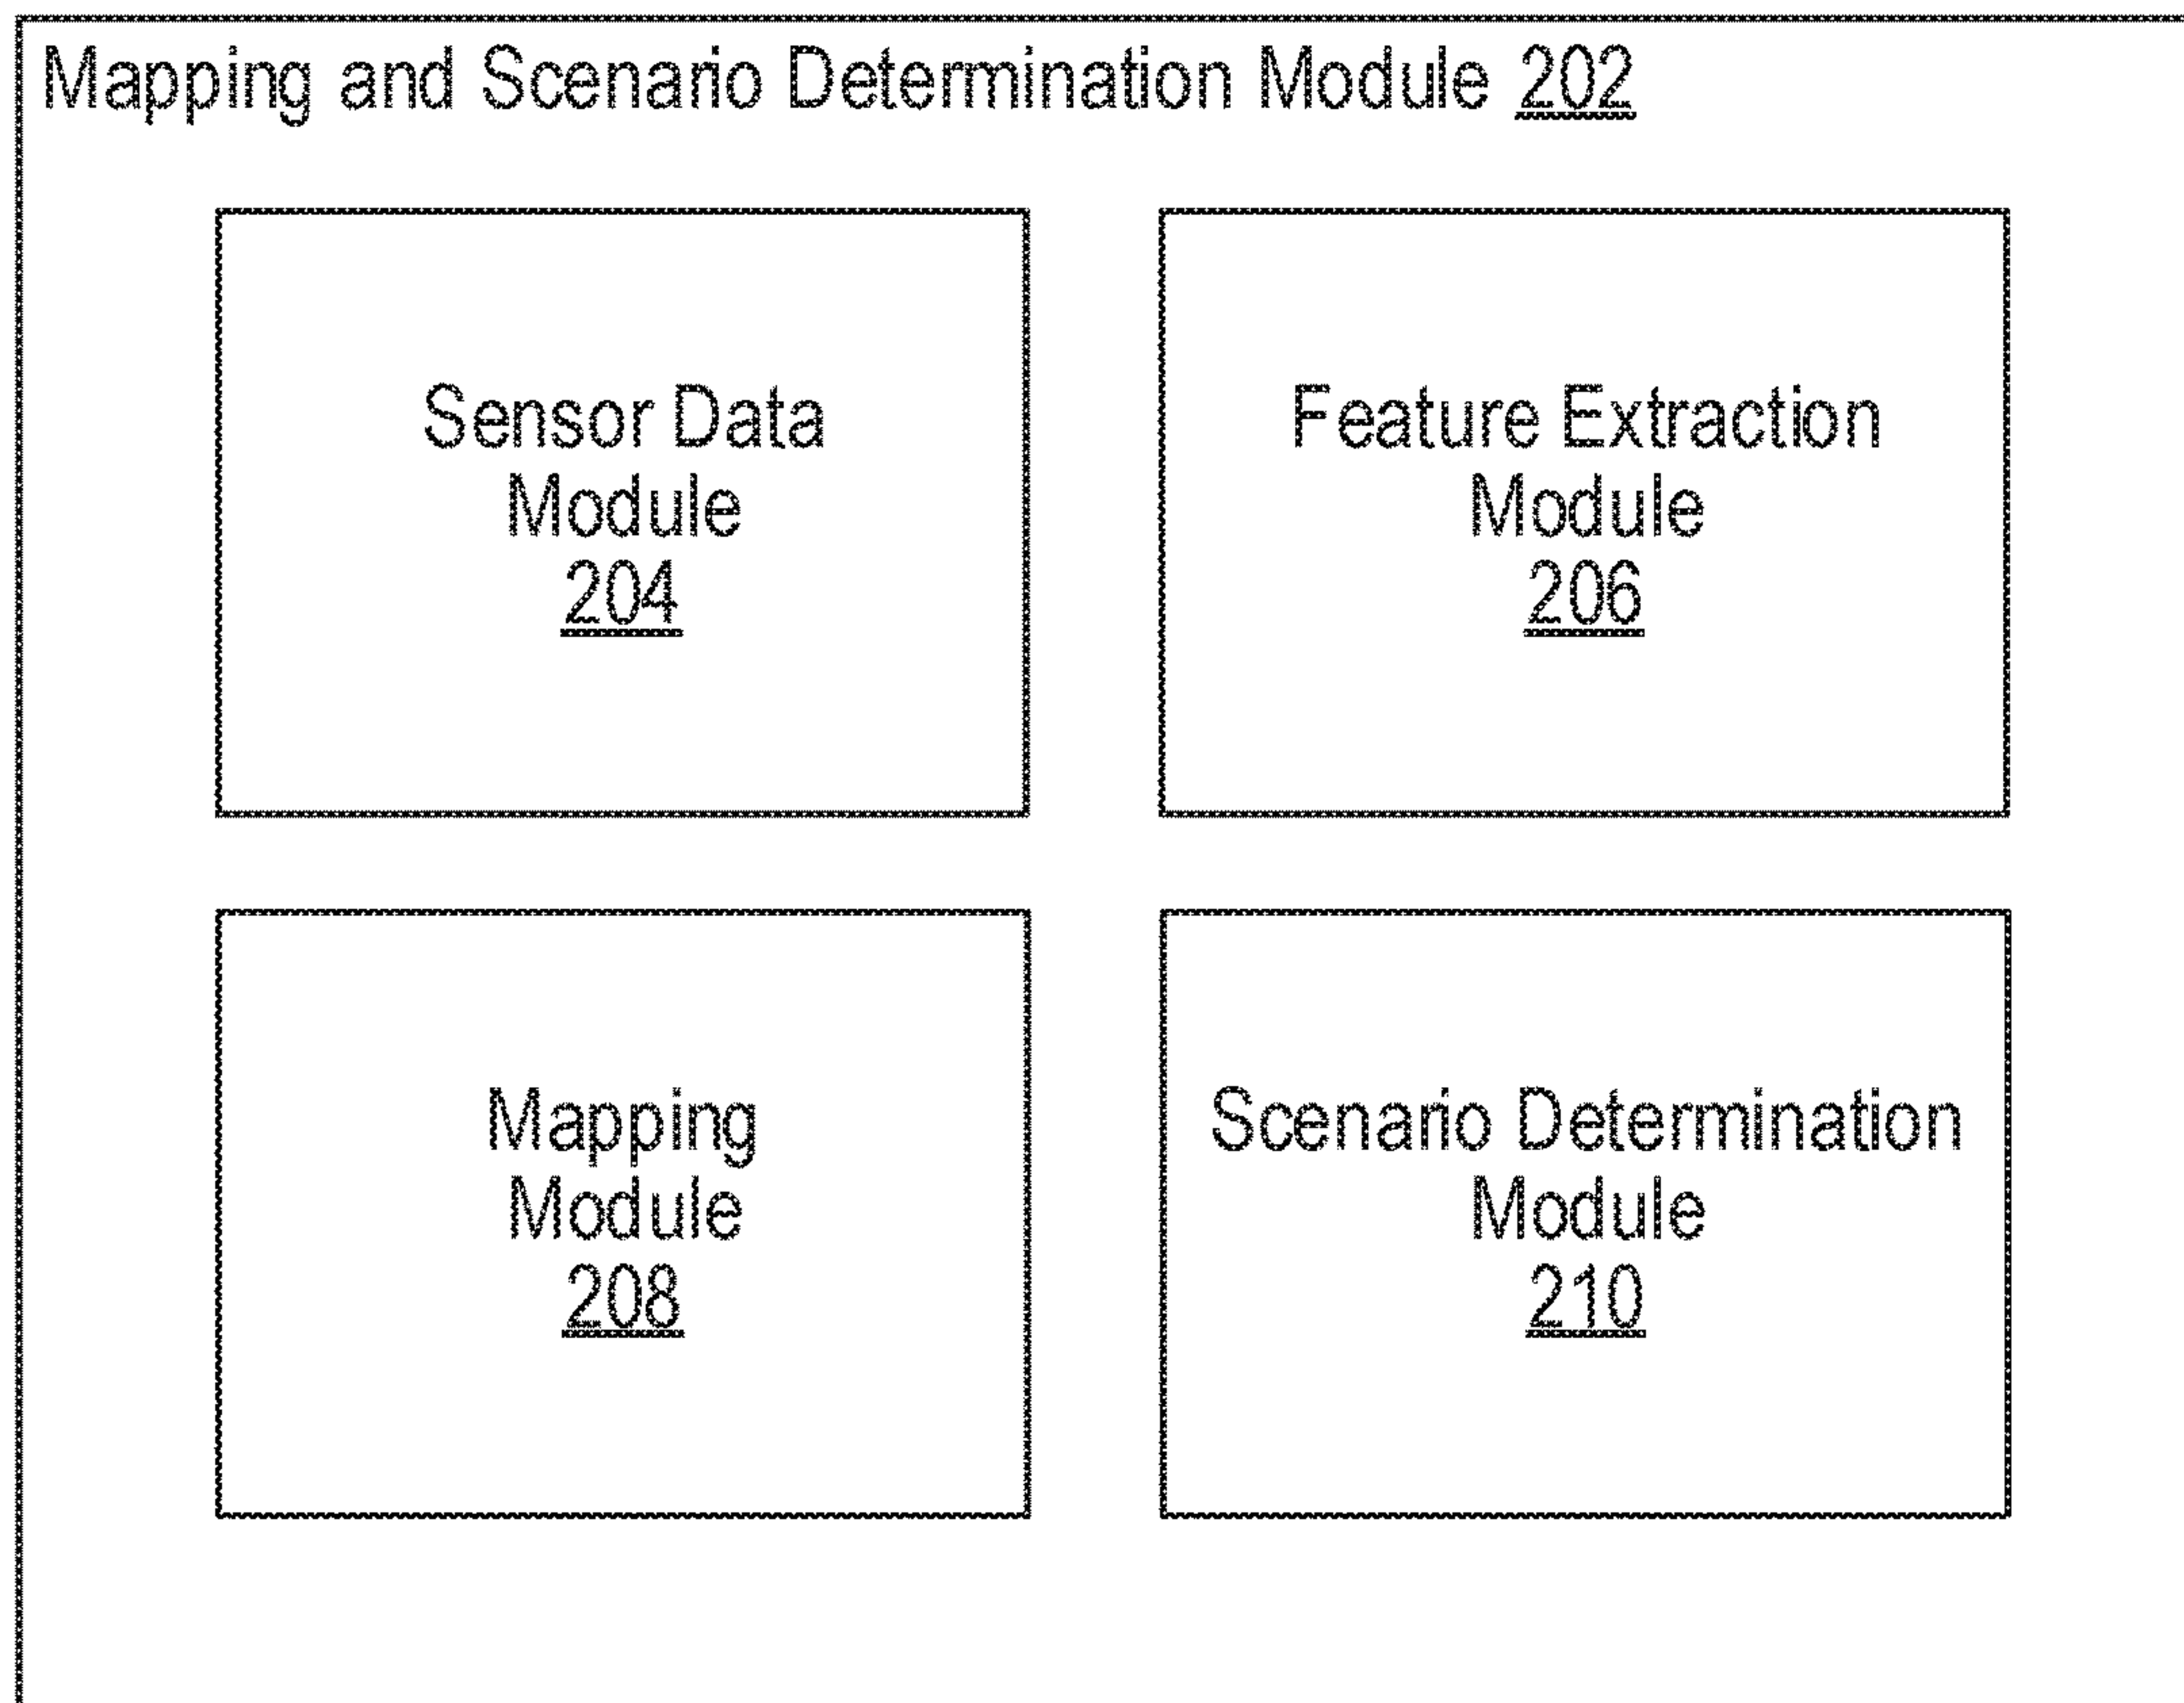 Mapping and Scenario Determination Module 202
Sensor Data
Module
204
Feature Extraction
Module
206
Mapping
Module
208
Scenario Determination
Module
210